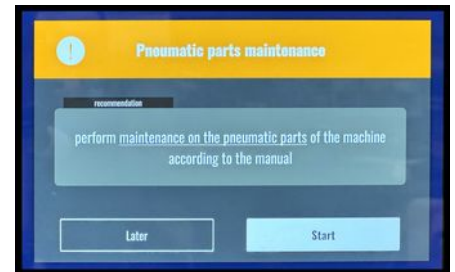 Pneumatic parts maintenance
recommendation
perform maintenance on the pneumatic parts of the machine
according to the manual
Later
Start